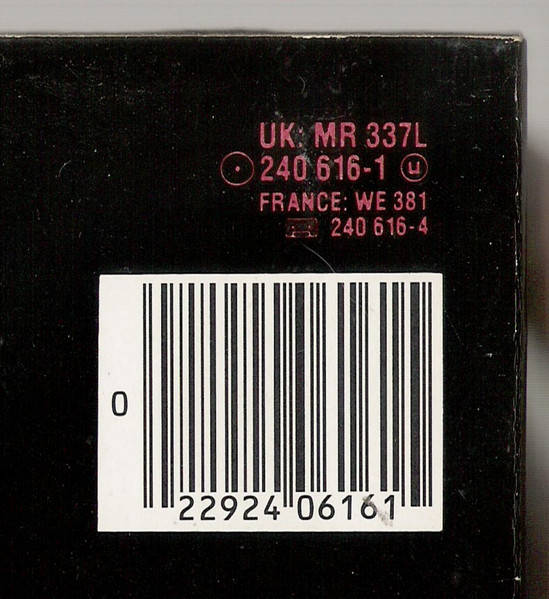 UK: MR 337L
240 616-1 U
FRANCE: WE 381
240 616-4
0
22924 06161